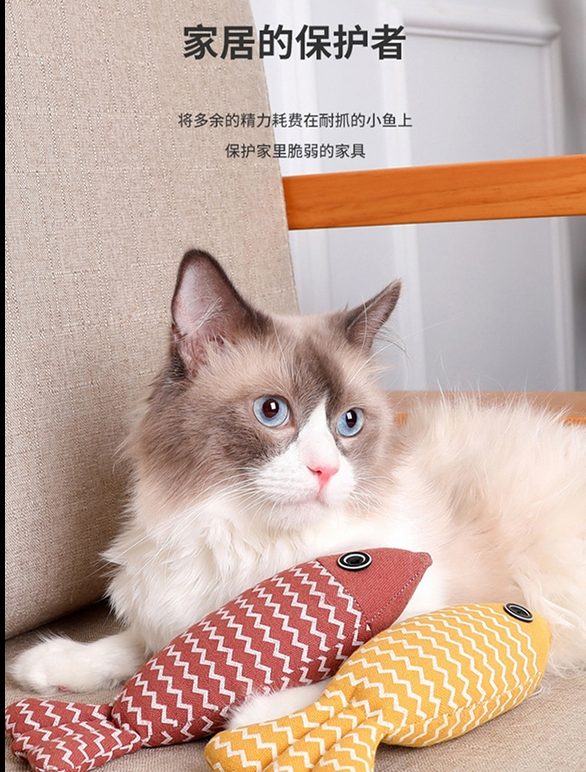 家居的保护者
将多余的精力耗费在耐抓的小鱼上
保护家里脆弱的家具